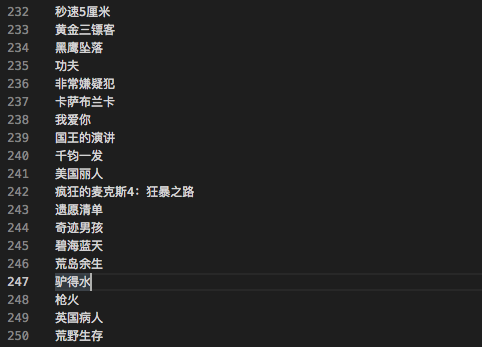 232 秒速5厘米
233 黄金三镖客
234 黑鹰坠落
235 功夫
236 非常嫌疑犯
237 卡萨布兰卡
238 我爱你
239 国王的演讲
240 千钧一发
241 美国丽人
242 疯狂的麦克斯4：狂暴之路
243 遗愿清单
244 奇迹男孩
245 碧海蓝天
246 荒岛余生
247 驴得水
248 枪火
249 英国病人
250 荒野生存